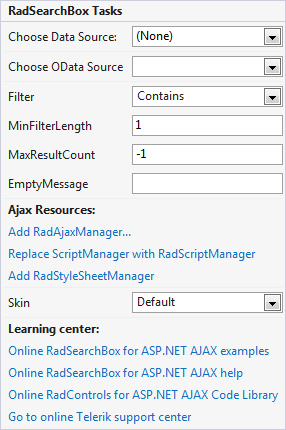 RadSearchBox Tasks
Choose Data Source: (None)
Choose OData Source
Filter Contains
MinFilterLength 1
MaxResultCount -1
EmptyMessage
Ajax Resources:
Add RadAjaxManager...
Replace ScriptManager with RadScriptManager
Add RadStyleSheetManager
Skin Default
Learning center:
Online RadSearchBox for ASP.NET AJAX examples
Online RadSearchBox for ASP.NET AJAX help
Online RadControls for ASP.NET AJAX Code Library
Go to online Telerik support center